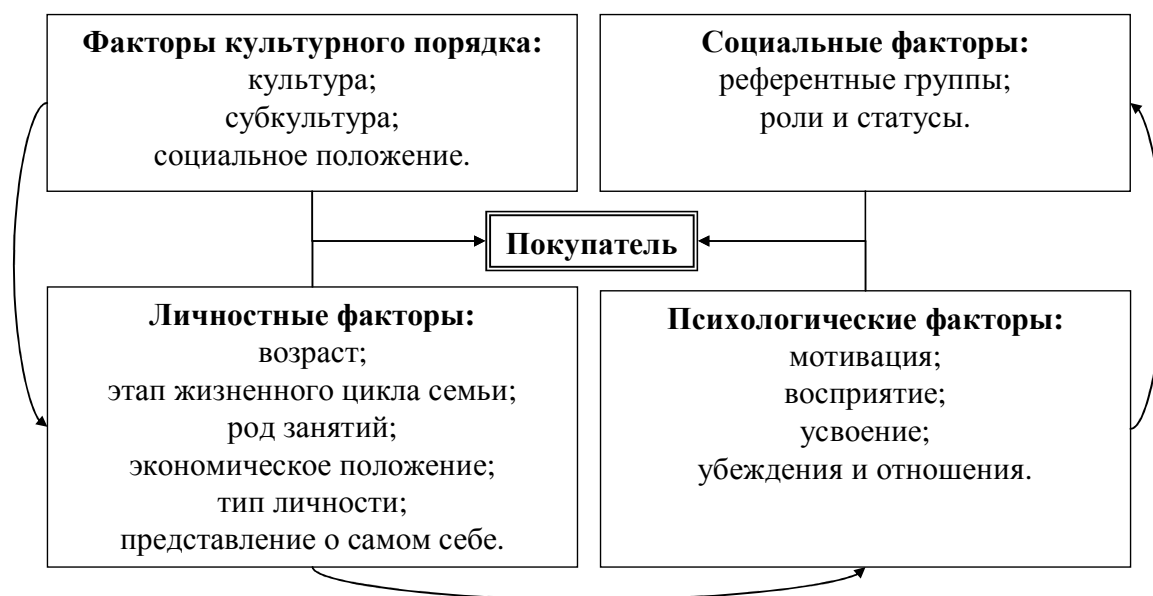 Факторы культурного порядка:
культура;
субкультура;
социальное положение.
Социальные факторы:
референтные группы;
роли и статусы.
Покупатель
Личностные факторы:
возраст;
этап жизненного цикла семьи;
род занятий;
экономическое положение;
тип личности;
представление о самом себе.
Психологические факторы:
мотивация;
восприятие;
усвоение;
убеждения и отношения.